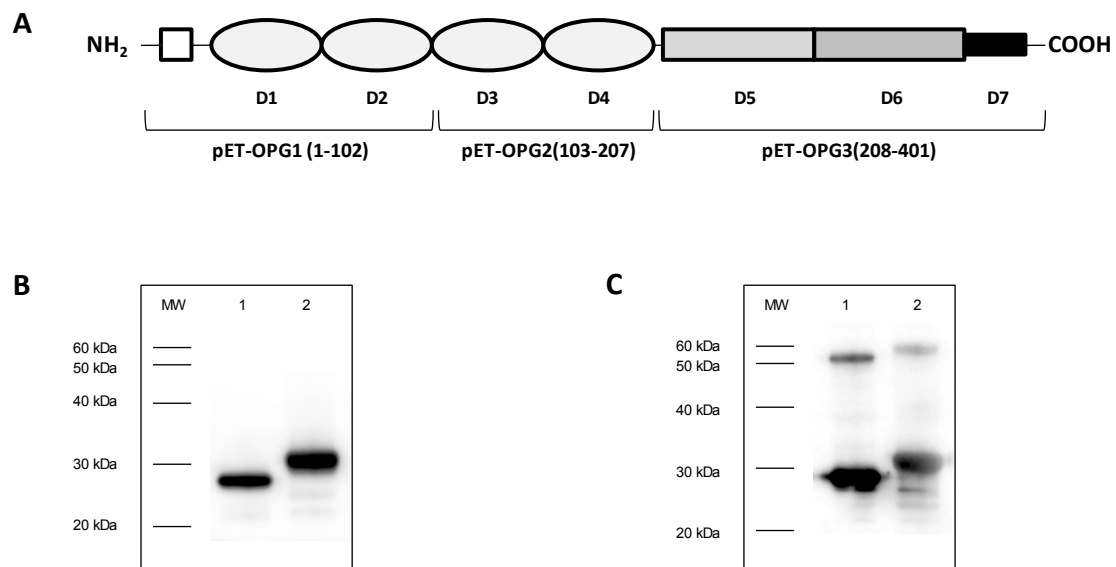 A
NH2 COOH
D1 D2 D3 D4 D5 D6 D7
pET-OPG1 (1-102) pET-OPG2(103-207) pET-OPG3(208-401)
B
MW 1 2
60 kDa
50 kDa
40 kDa
30 kDa
20 kDa
C
MW 1 2
60 kDa
50 kDa
40 kDa
30 kDa
20 kDa